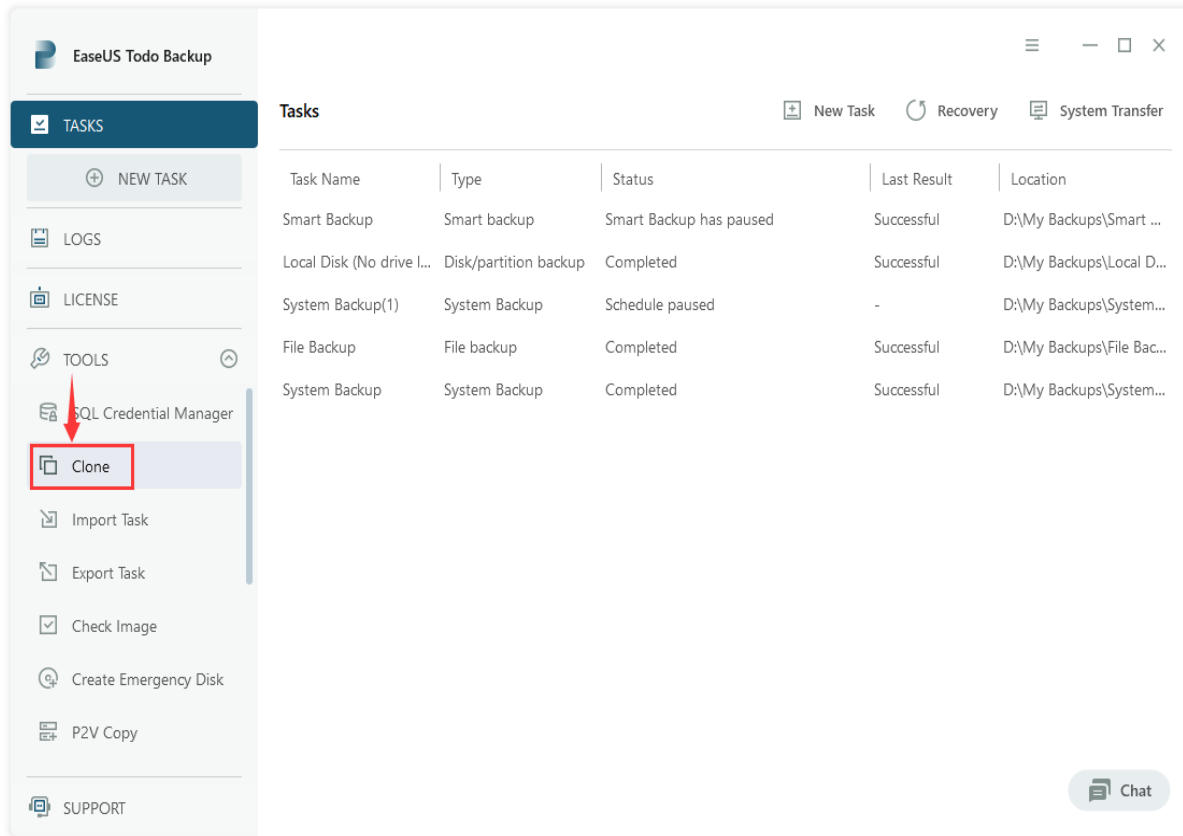 EaseUS Todo Backup
TASKS
NEW TASK
LOGS
LICENSE
TOOLS
SQL Credential Manager
Clone
Import Task
Export Task
Check Image
Create Emergency Disk
P2V Copy
SUPPORT
Tasks New Task Recovery System Transfer
Task Name Type Status Last Result Location
Smart Backup Smart backup Smart Backup has paused Successful D:\My Backups\Smart ...
Local Disk (No drive l... Disk/partition backup Completed Successful D:\My Backups\Local D...
System Backup(1) System Backup Schedule paused - D:\My Backups\System...
File Backup File backup Completed Successful D:\My Backups\File Bac...
System Backup System Backup Completed Successful D:\My Backups\System...
Chat